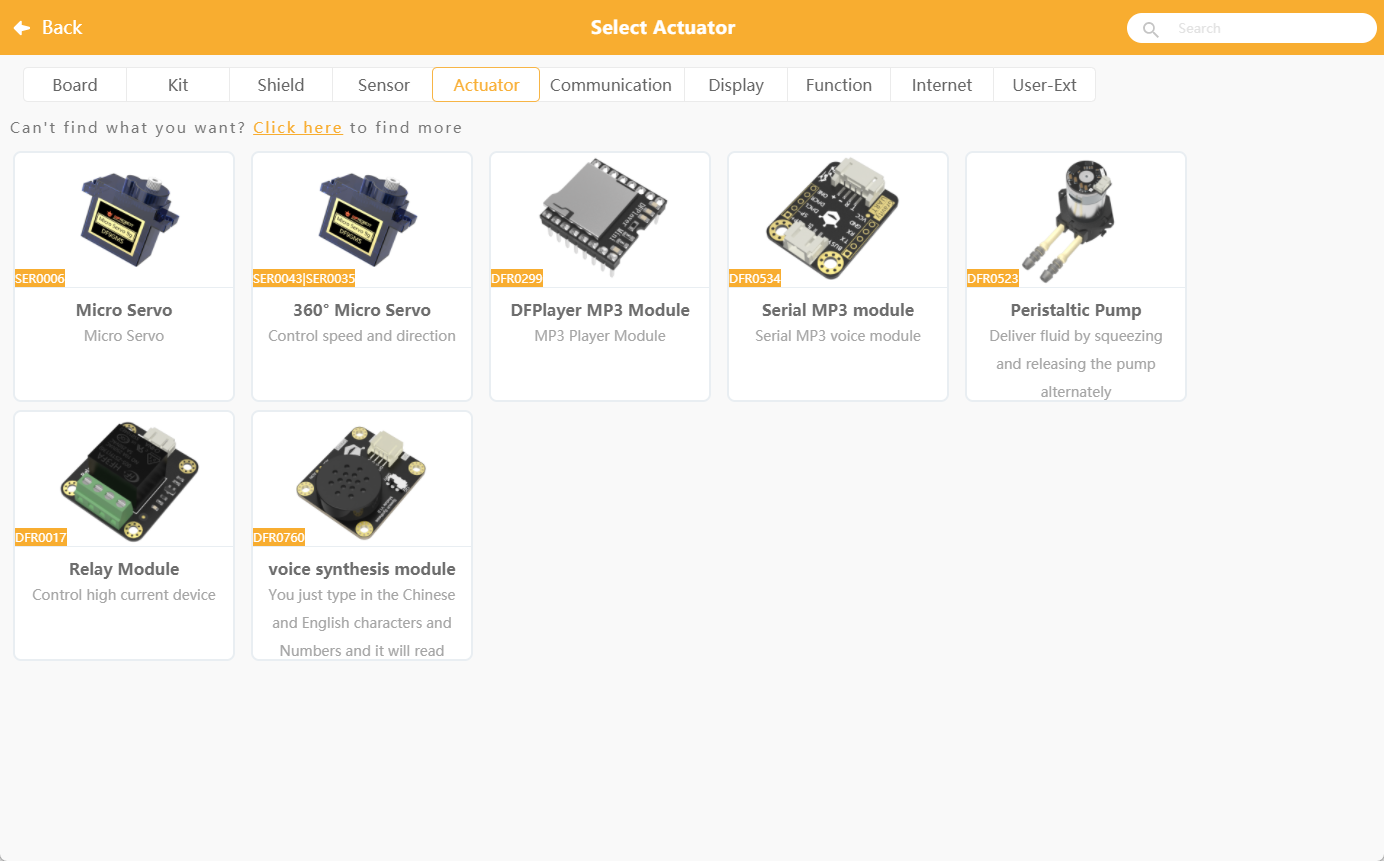 Back
Select Actuator
Search
Board
Kit
Shield
Sensor
Actuator
Communication
Display
Function
Internet
User-Ext
Can't find what you want? Click here to find more
SER0006
Micro Servo
Micro Servo
SER0043|SER0035
360° Micro Servo
Control speed and direction
DFR0299
DFPlayer MP3 Module
MP3 Player Module
DFR0534
Serial MP3 module
Serial MP3 voice module
DFR0523
Peristaltic Pump
Deliver fluid by squeezing
and releasing the pump
alternately
DFR0017
Relay Module
Control high current device
DFR0760
voice synthesis module
You just type in the Chinese
and English characters and
Numbers and it will read